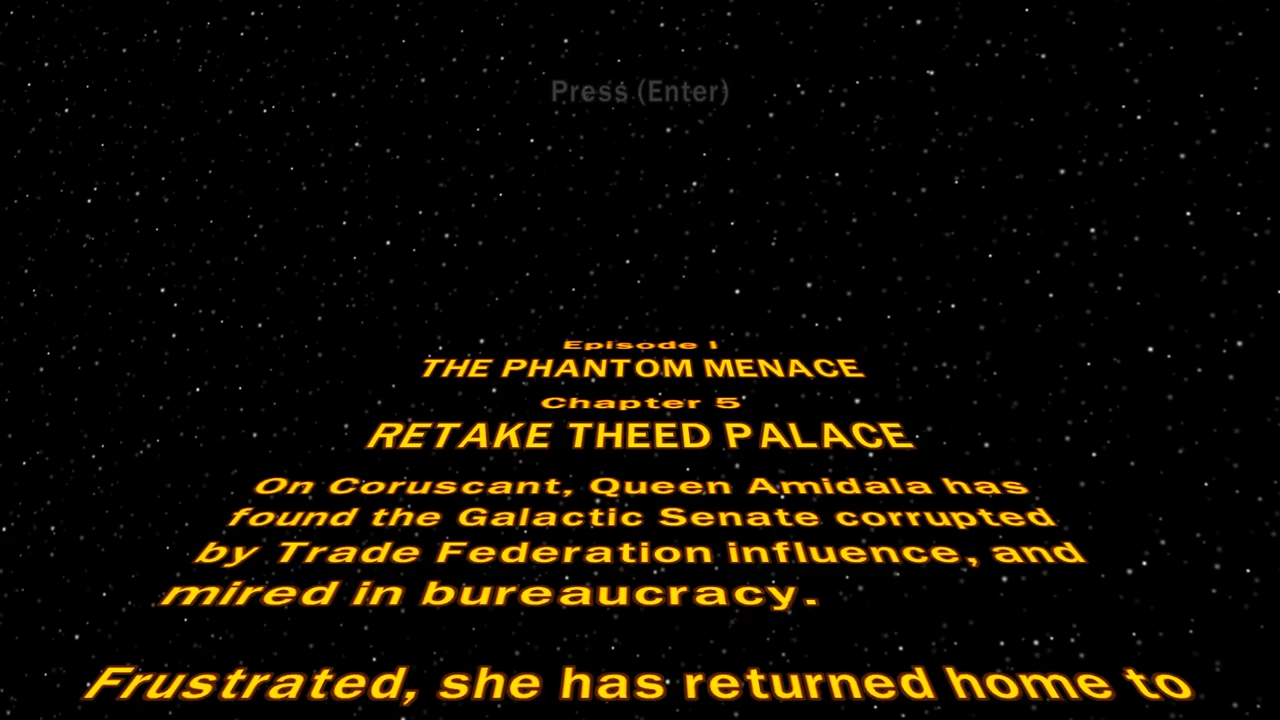 Press (Enter)
Episode I
THE PHANTOM MENACE
Chapter 5
RETAKE THEED PALACE
On Coruscant, Queen Amidala has
found the Galactic Senate corrupted
by Trade Federation influence, and
mired in bureaucracy.
Frustrated, she has returned home to